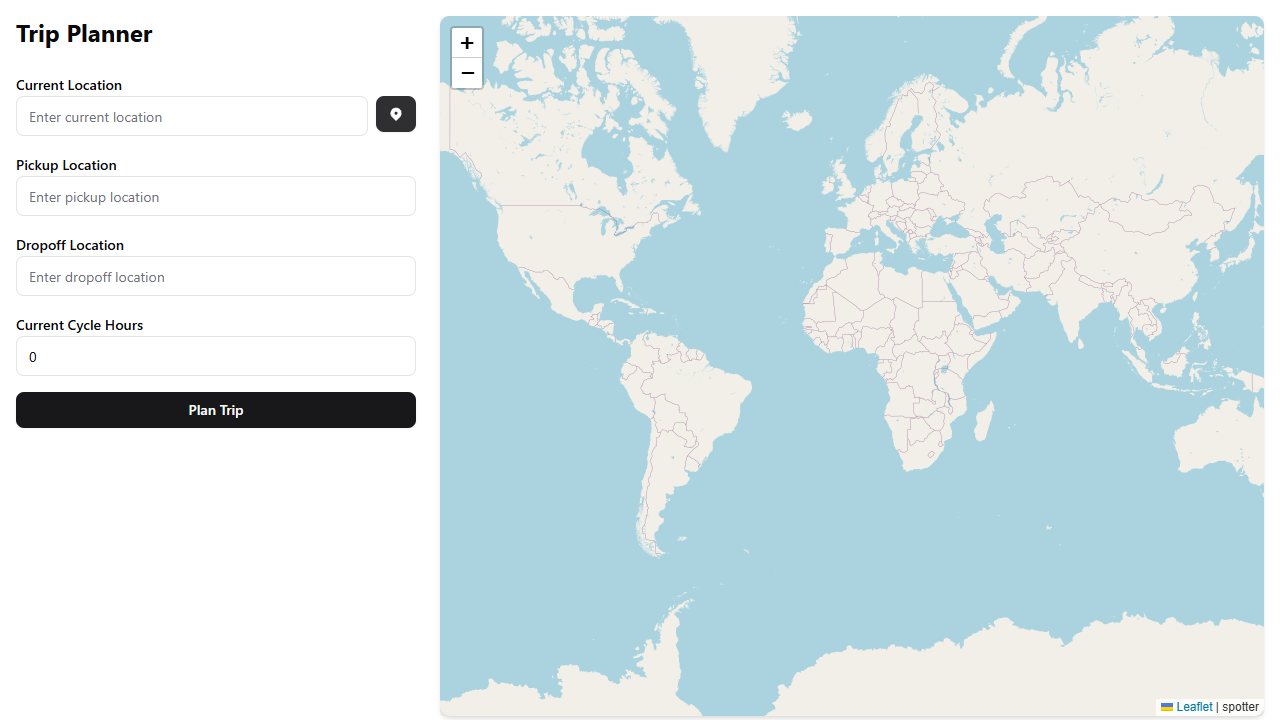 Trip Planner
Current Location
Enter current location
Pickup Location
Enter pickup location
Dropoff Location
Enter dropoff location
Current Cycle Hours
0
Plan Trip
+
−
Leaflet | spotter